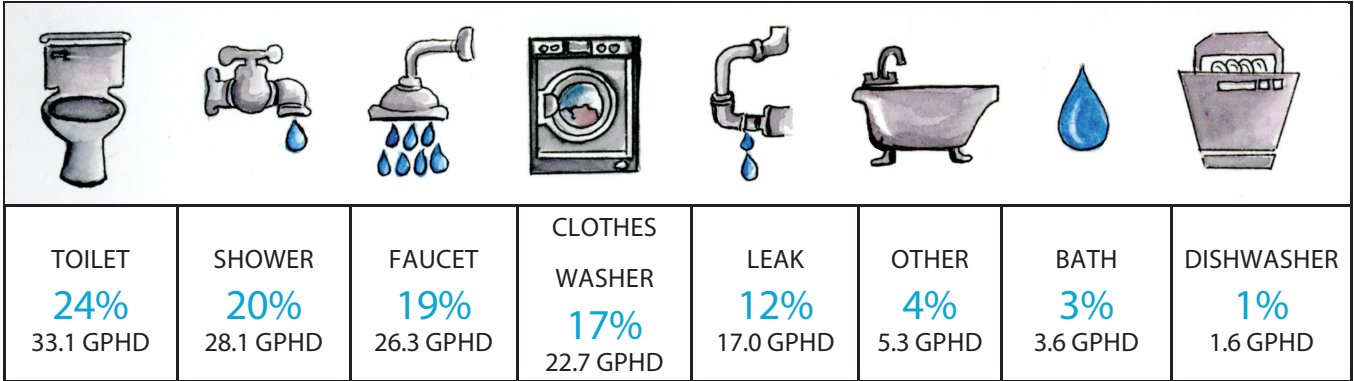 TOILET
24%
33.1 GPHD
SHOWER
20%
28.1 GPHD
FAUCET
19%
26.3 GPHD
CLOTHES
WASHER
17%
22.7 GPHD
LEAK
12%
17.0 GPHD
OTHER
4%
5.3 GPHD
BATH
3%
3.6 GPHD
DISHWASHER
1%
1.6 GPHD